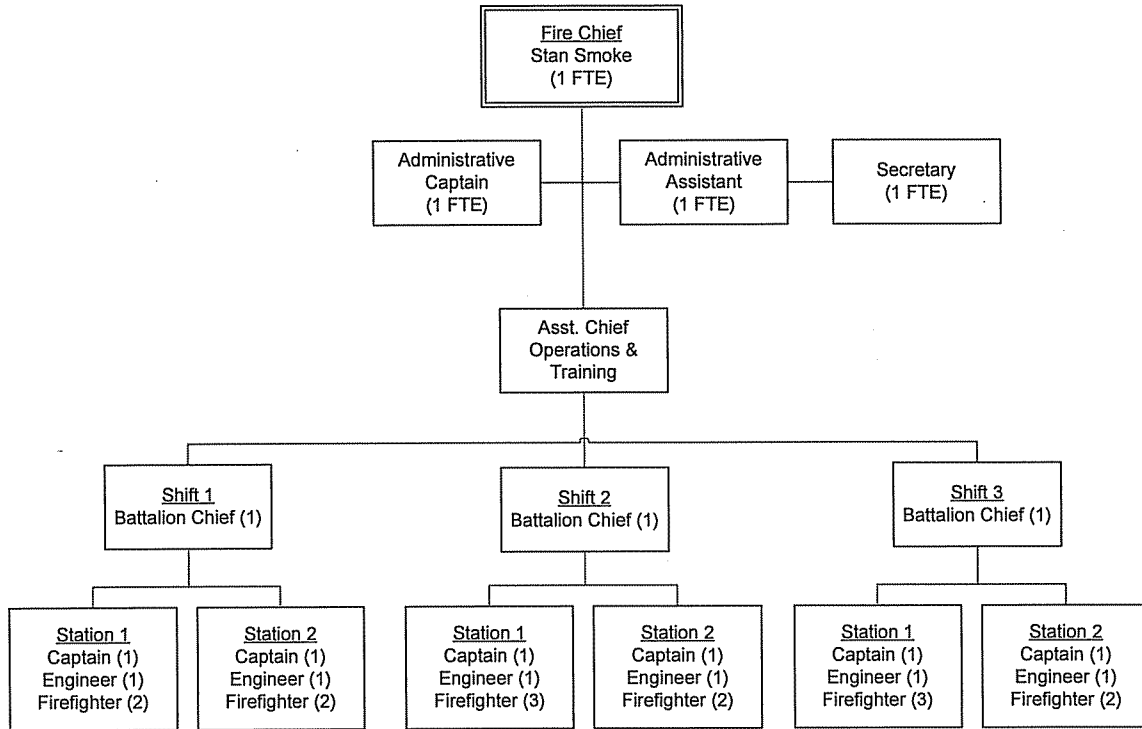 Fire Chief
Stan Smoke
(1 FTE)
Administrative
Captain
(1 FTE)
Administrative
Assistant
(1 FTE)
Secretary
(1 FTE)
Asst. Chief
Operations &
Training
Shift 1
Battalion Chief (1)
Shift 2
Battalion Chief (1)
Shift 3
Battalion Chief (1)
Station 1
Captain (1)
Engineer (1)
Firefighter (2)
Station 2
Captain (1)
Engineer (1)
Firefighter (2)
Station 1
Captain (1)
Engineer (1)
Firefighter (3)
Station 2
Captain (1)
Engineer (1)
Firefighter (2)
Station 1
Captain (1)
Engineer (1)
Firefighter (3)
Station 2
Captain (1)
Engineer (1)
Firefighter (2)